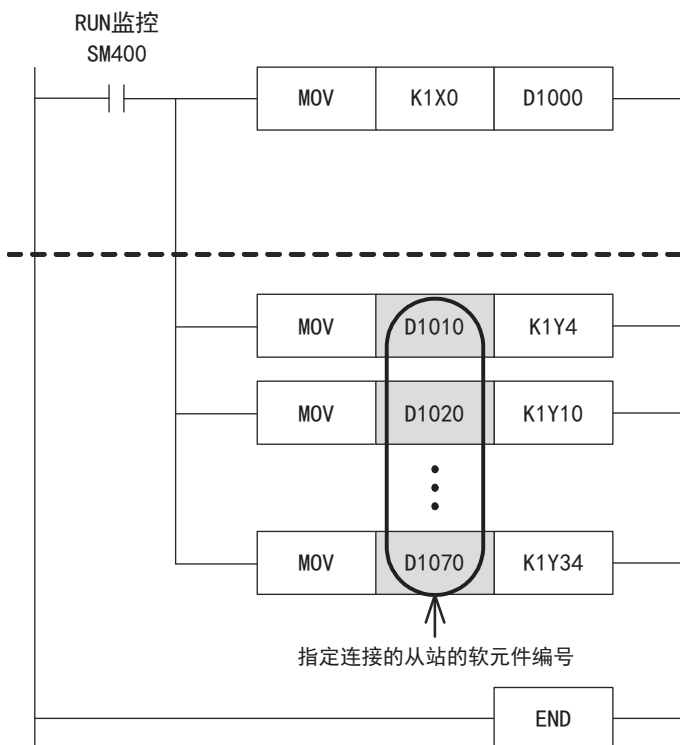 RUN监控
SM400
MOV K1X0 D1000
MOV D1010 K1Y4
MOV D1020 K1Y10
MOV D1070 K1Y34
指定连接的从站的软元件编号
END